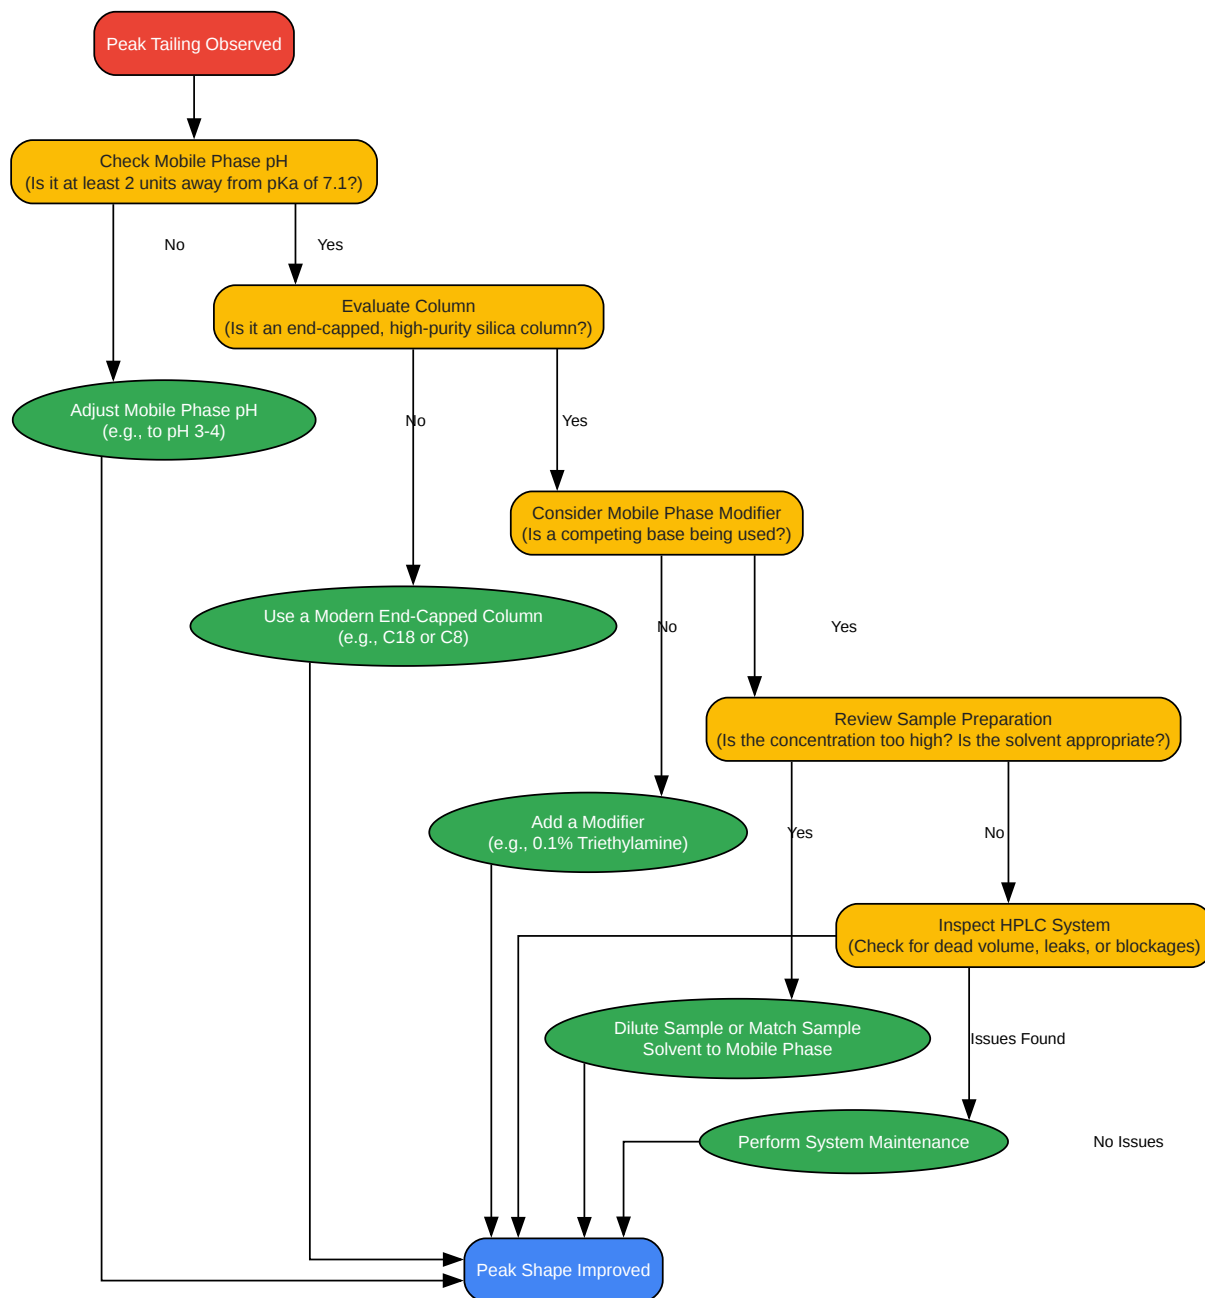 Peak Tailing Observed
Check Mobile Phase pH
(Is it at least 2 units away from pKa of 7.1?)
No
Yes
Evaluate Column
(Is it an end-capped, high-purity silica column?)
Adjust Mobile Phase pH
(e.g., to pH 3-4)
No
Yes
Consider Mobile Phase Modifier
(Is a competing base being used?)
Use a Modern End-Capped Column
(e.g., C18 or C8)
No
Yes
Review Sample Preparation
(Is the concentration too high? Is the solvent appropriate?)
Add a Modifier
(e.g., 0.1% Triethylamine)
Yes
No
Inspect HPLC System
(Check for dead volume, leaks, or blockages)
Dilute Sample or Match Sample
Solvent to Mobile Phase
Issues Found
Perform System Maintenance
No Issues
Peak Shape Improved